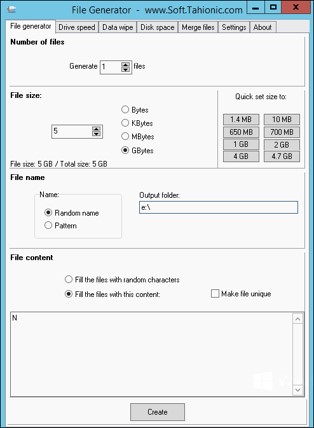 File Generator - www.Soft.Tahionic.com
File generator Drive speed Data wipe Disk space Merge files Settings About
Number of files
Generate 1 files
File size:
Quick set size to:
Bytes
KBytes
5
MBytes
GBytes
1.4 MB 10 MB
650 MB 700 MB
1 GB 2 GB
4 GB 4.7 GB
File size: 5 GB / Total size: 5 GB
File name
Name:
Output folder:
Random name
e:\
Pattern
File content
Fill the files with random characters
Fill the files with this content:
Make file unique
N
Create